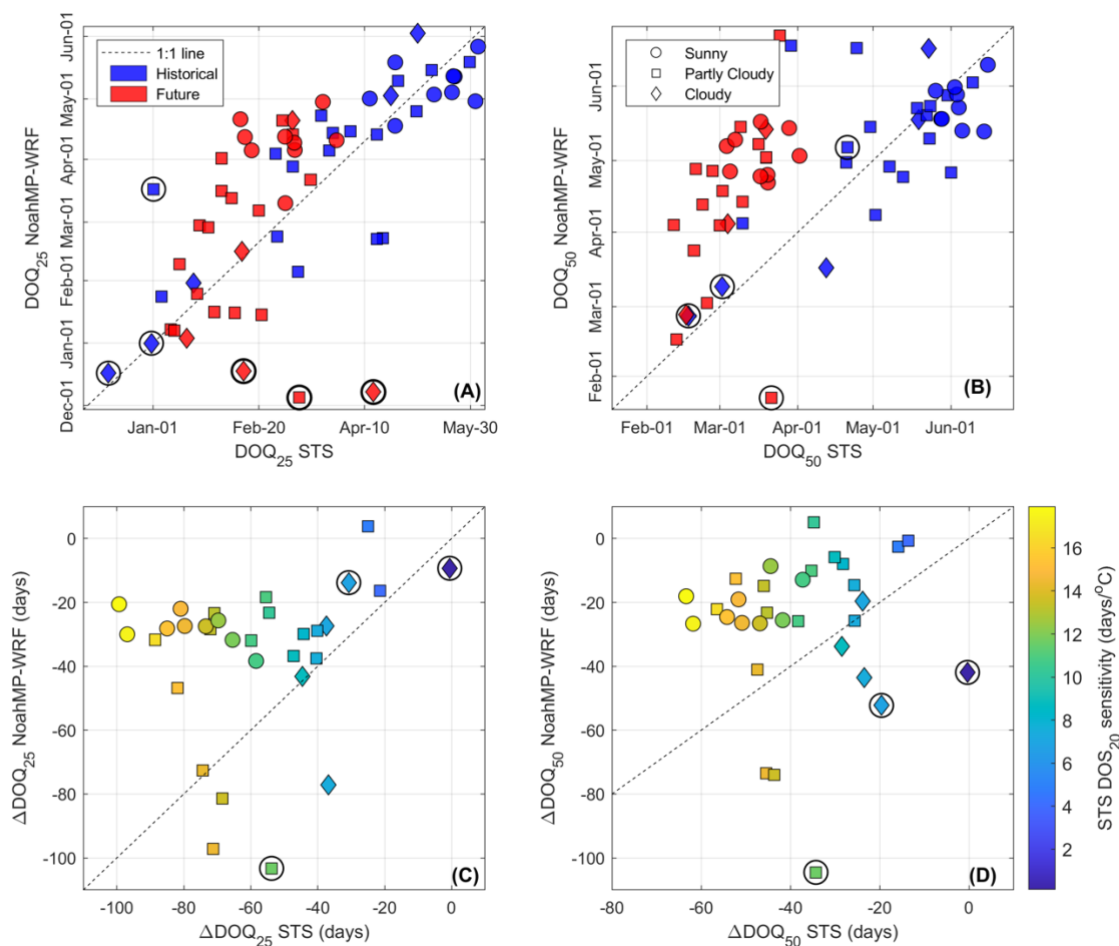 Jun-01
May-01
April-01
Mar-01
Feb-01
Jan-01
Dec-01
DOQ25 NoahMP-WRF
1:1 line
Historical
Future
(A)
Jan-01
Feb-20
Apr-10
May-30
DOQ25 STS
Jun-01
May-01
April-01
Mar-01
Feb-01
DOQ50 NoahMP-WRF
Sunny
Partly Cloudy
Cloudy
(B)
Feb-01
Mar-01
Apr-01
May-01
Jun-01
DOQ50 STS
0
-20
-40
-60
-80
-100
ΔDOQ25 NoahMP-WRF (days)
(C)
-100
-80
-60
-40
-20
0
ΔDOQ25 STS (days)
0
-20
-40
-60
-80
-100
ΔDOQ50 NoahMP-WRF (days)
(D)
-80
-60
-40
-20
0
ΔDOQ50 STS (days)
16
14
12
10
8
6
4
2
STS DOS20 sensitivity (days/°C)